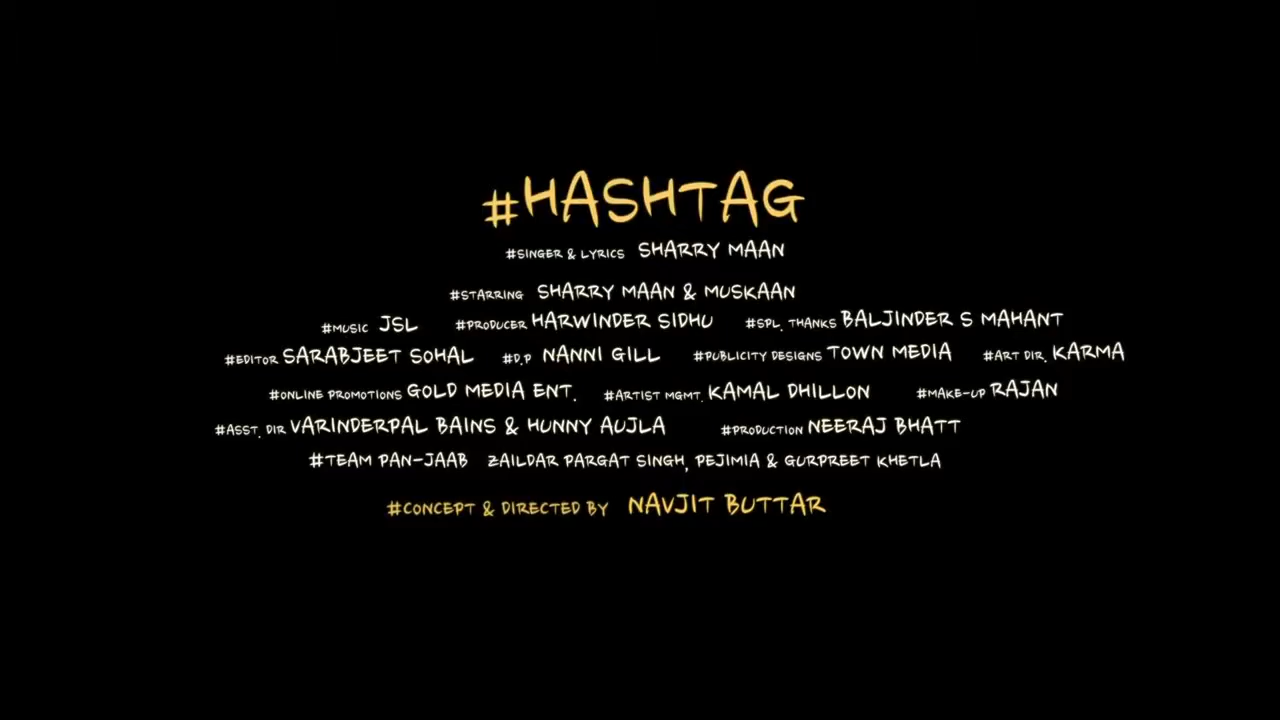 #HASHTAG
#SINGER & LYRICS SHARRY MAAN
#STARRING SHARRY MAAN & MUSKAAN
#MUSIC JSL #PRODUCER HARWINDER SIDHU #SPL. THANKS BALJINDER S MAHANT
#EDITOR SARABJEET SOHAL #D.P NANNI GILL #PUBLICITY DESIGNS TOWN MEDIA #ART DIR. KARMA
#ONLINE PROMOTIONS GOLD MEDIA ENT. #ARTIST MGMT. KAMAL DHILLON #MAKE-UP RAJAN
#ASST. DIR VARINDERPAL BAINS & HUNNY AUJLA #PRODUCTION NEERAJ BHATT
#TEAM PAN-JAAB ZAILDAR PARGAT SINGH, PEJIMIA & GURPREET KHETLA
#CONCEPT & DIRECTED BY NAVJIT BUTTAR